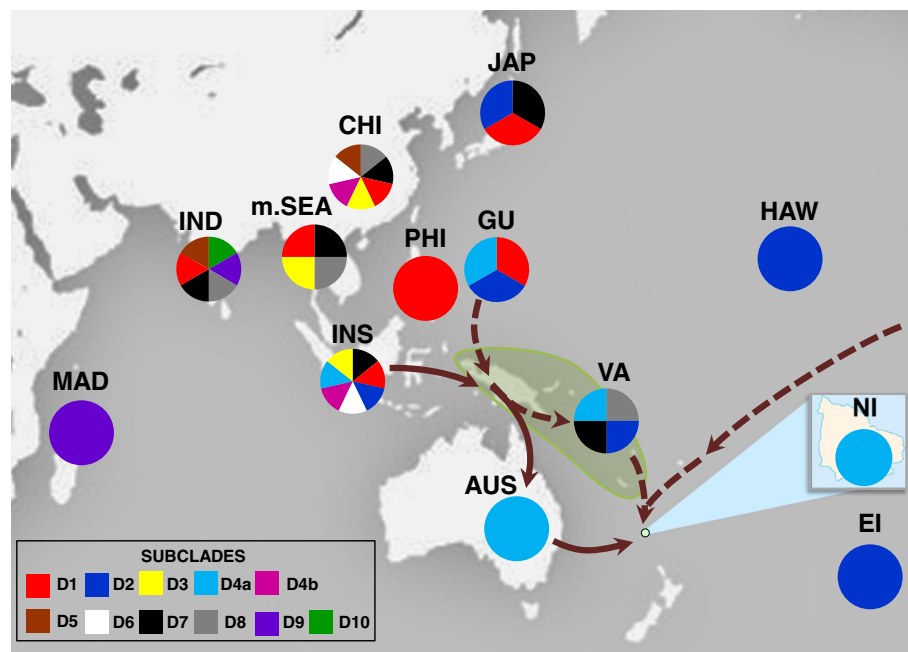 JAP
CHI
HAW
IND
m.SEA
PHI
GU
INS
MAD
VA
NI
AUS
EI
SUBCLADES
D1 D2 D3 D4a D4b
D5 D6 D7 D8 D9 D10